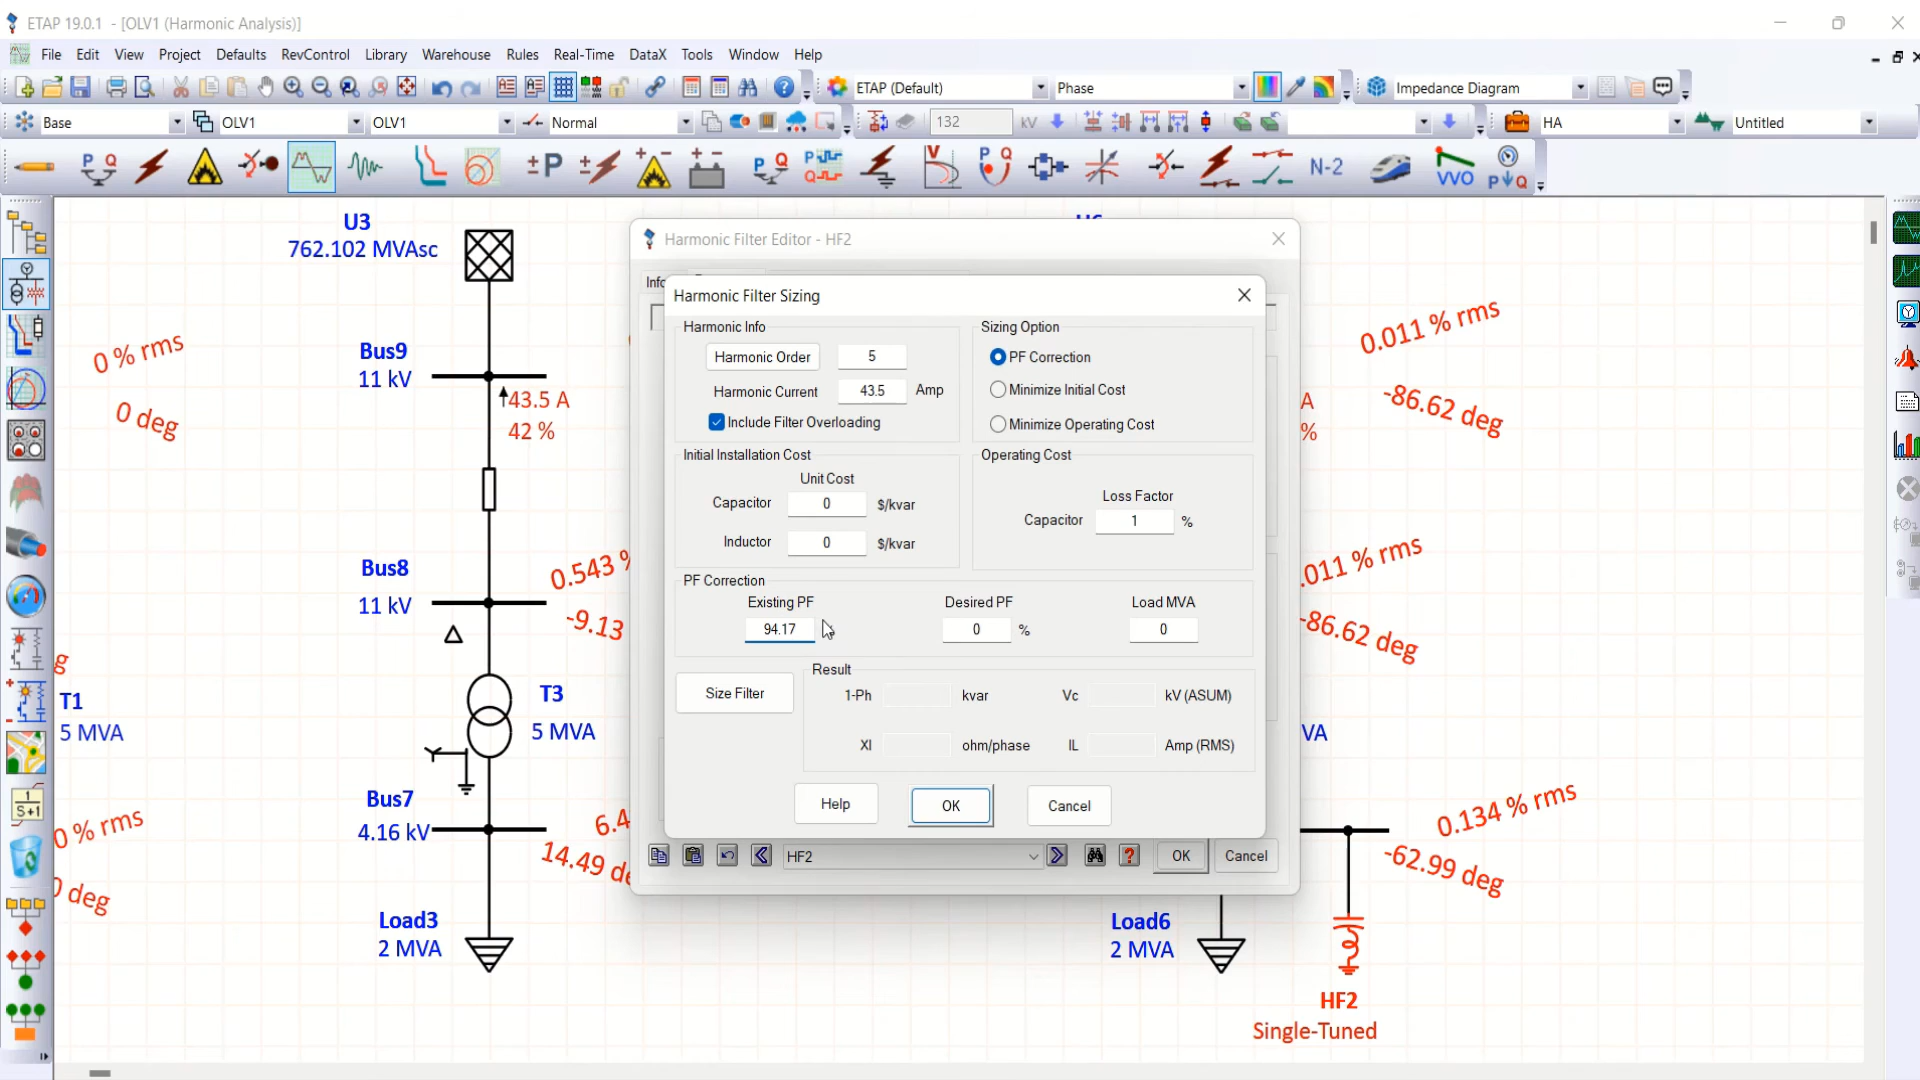 ETAP 19.0.1 - [OLV1 (Harmonic Analysis)]
File Edit View Project Defaults RevControl Library Warehouse Rules Real-Time DataX Tools Window Help
ETAP (Default) Phase Impedance Diagram
Base OLV1 OLV1 Normal 132 kV HA Untitled
P Q ±P P Q V P Q N-2 VVO P Q
U3
762.102 MVAsc
0 % rms
0 deg
Bus9
11 kV
43.5 A
42 %
Bus8
11 kV
0.543 %
-9.13
T1
5 MVA
T3
5 MVA
Bus7
4.16 kV
0 % rms
0 deg
14.49 de
Load3
2 MVA
Harmonic Filter Editor - HF2
Info
Harmonic Filter Sizing
Harmonic Info
Harmonic Order 5
Harmonic Current 43.5 Amp
Include Filter Overloading
Sizing Option
PF Correction
Minimize Initial Cost
Minimize Operating Cost
Initial Installation Cost
Unit Cost
Capacitor 0 $/kvar
Inductor 0 $/kvar
Operating Cost
Loss Factor
Capacitor 1 %
PF Correction
Existing PF Desired PF Load MVA
94.17 0 % 0
Size Filter
Result
1-Ph kvar Vc kV (ASUM)
Xl ohm/phase IL Amp (RMS)
Help OK Cancel
HF2 OK Cancel
0.011 % rms
-86.62 deg
A
%
.011 % rms
-86.62 deg
VA
0.134 % rms
-62.99 deg
Load6
2 MVA
HF2
Single-Tuned
1
S+1